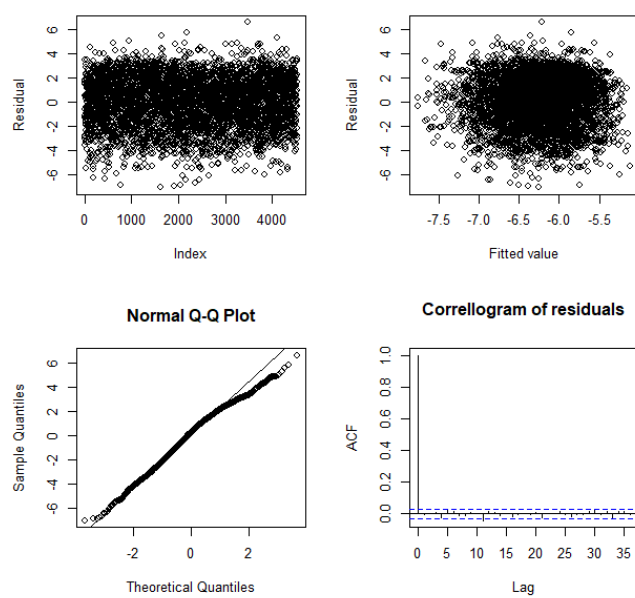 Residual
6
4
2
0
-2
-4
-6
0 1000 2000 3000 4000
Index
Residual
6
4
2
0
-2
-4
-6
-7.5 -7.0 -6.5 -6.0 -5.5
Fitted value
Normal Q-Q Plot
Sample Quantiles
6
4
2
0
-2
-4
-6
-2 0 2
Theoretical Quantiles
Correllogram of residuals
ACF
1.0
0.8
0.6
0.4
0.2
0.0
0 5 10 15 20 25 30 35
Lag